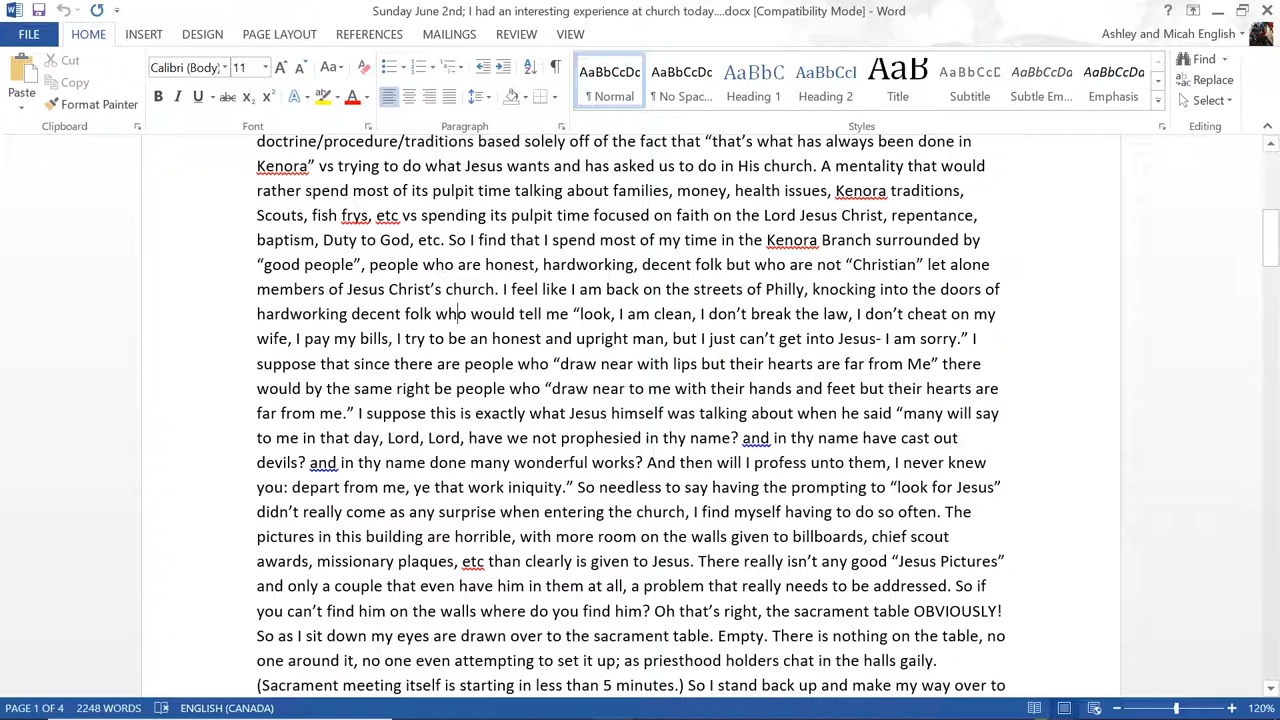 Sunday June 2nd; I had an interesting experience at church today....docx [Compatibility Mode] - Word
FILE HOME INSERT DESIGN PAGE LAYOUT REFERENCES MAILINGS REVIEW VIEW Ashley and Micah English
Paste Cut Copy Format Painter
Calibri (Body) 11
AaBbCcDc AaBbCcDc AaBbC AaBbCcI AaB AaBbCcD AaBbCcDc AaBbCcDc
¶ Normal ¶ No Spac... Heading 1 Heading 2 Title Subtitle Subtle Em... Emphasis
Find Replace Select
Clipboard Font Paragraph Styles Editing
doctrine/procedure/traditions based solely off of the fact that “that’s what has always been done in
Kenora” vs trying to do what Jesus wants and has asked us to do in His church. A mentality that would
rather spend most of its pulpit time talking about families, money, health issues, Kenora traditions,
Scouts, fish frys, etc vs spending its pulpit time focused on faith on the Lord Jesus Christ, repentance,
baptism, Duty to God, etc. So I find that I spend most of my time in the Kenora Branch surrounded by
“good people”, people who are honest, hardworking, decent folk but who are not “Christian” let alone
members of Jesus Christ’s church. I feel like I am back on the streets of Philly, knocking into the doors of
hardworking decent folk who would tell me “look, I am clean, I don’t break the law, I don’t cheat on my
wife, I pay my bills, I try to be an honest and upright man, but I just can’t get into Jesus- I am sorry.” I
suppose that since there are people who “draw near with lips but their hearts are far from Me” there
would by the same right be people who “draw near to me with their hands and feet but their hearts are
far from me.” I suppose this is exactly what Jesus himself was talking about when he said “many will say
to me in that day, Lord, Lord, have we not prophesied in thy name? and in thy name have cast out
devils? and in thy name done many wonderful works? And then will I profess unto them, I never knew
you: depart from me, ye that work iniquity.” So needless to say having the prompting to “look for Jesus”
didn’t really come as any surprise when entering the church, I find myself having to do so often. The
pictures in this building are horrible, with more room on the walls given to billboards, chief scout
awards, missionary plaques, etc than clearly is given to Jesus. There really isn’t any good “Jesus Pictures”
and only a couple that even have him in them at all, a problem that really needs to be addressed. So if
you can’t find him on the walls where do you find him? Oh that’s right, the sacrament table OBVIOUSLY!
So as I sit down my eyes are drawn over to the sacrament table. Empty. There is nothing on the table, no
one around it, no one even attempting to set it up; as priesthood holders chat in the halls gaily.
(Sacrament meeting itself is starting in less than 5 minutes.) So I stand back up and make my way over to
PAGE 1 OF 4 2248 WORDS ENGLISH (CANADA) 120%